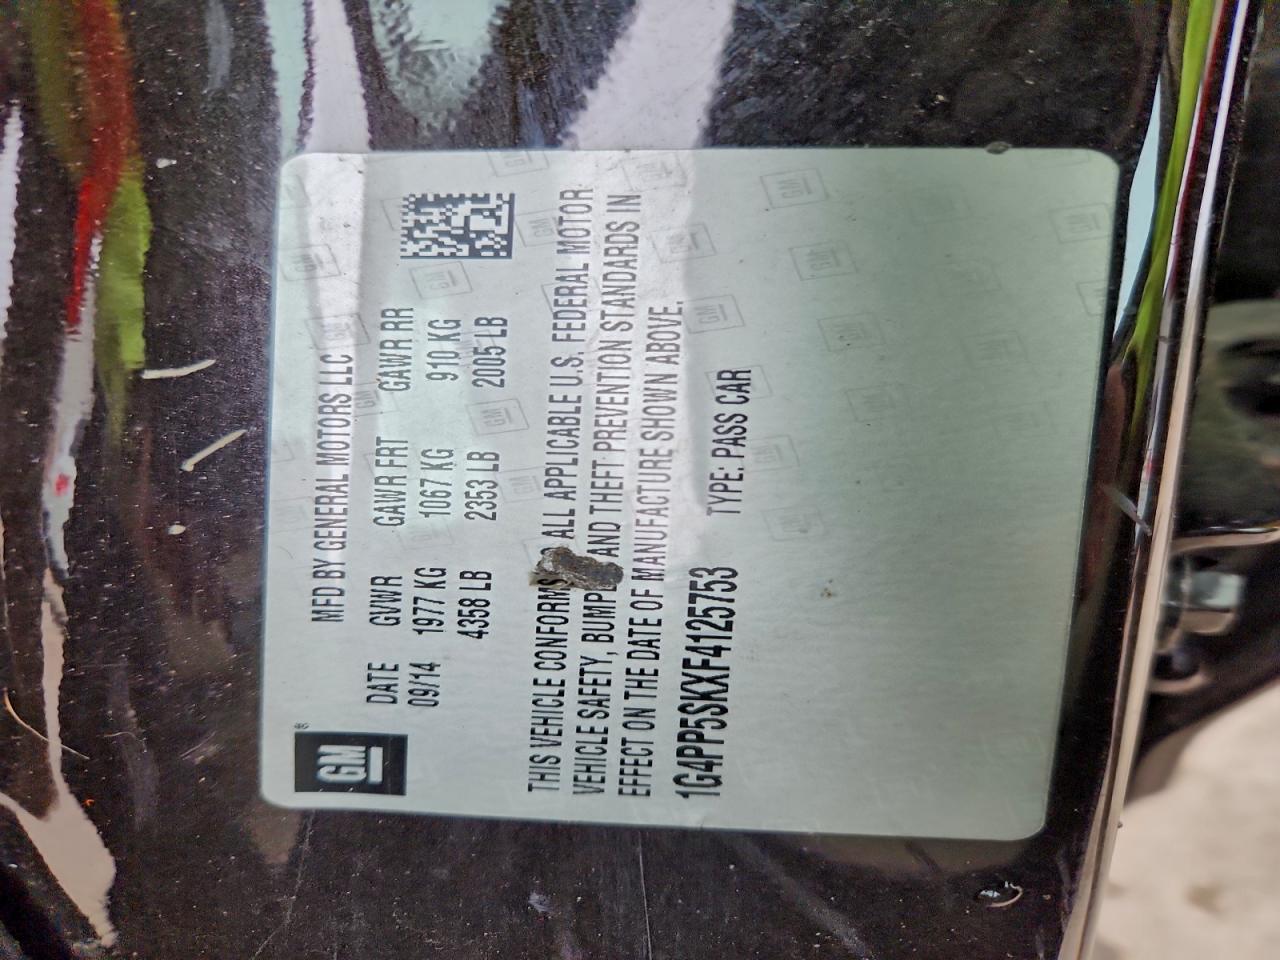 GM®
MFD BY GENERAL MOTORS LLC
DATE GVWR GAWR FRT GAWR RR
09/14 1977 KG 1067 KG 910 KG
4358 LB 2353 LB 2005 LB
THIS VEHICLE CONFORMS ALL APPLICABLE U.S. FEDERAL MOTOR
VEHICLE SAFETY, AND THEFT PREVENTION STANDARDS IN
EFFECT ON THE DATE OF MANUFACTURE SHOWN ABOVE.
1G4PP5SKXF4125753 TYPE: PASS CAR